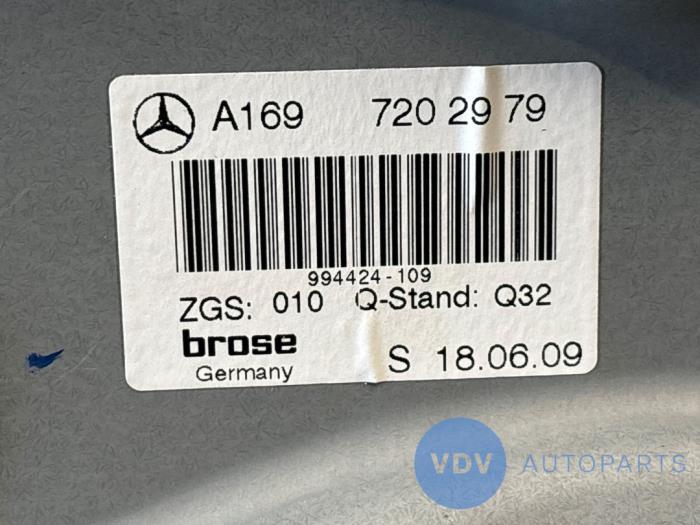 A169 720 29 79
994424-109
ZGS: 010 Q-Stand: Q32
brose
Germany
S 18.06.09
VDV AUTOPARTS